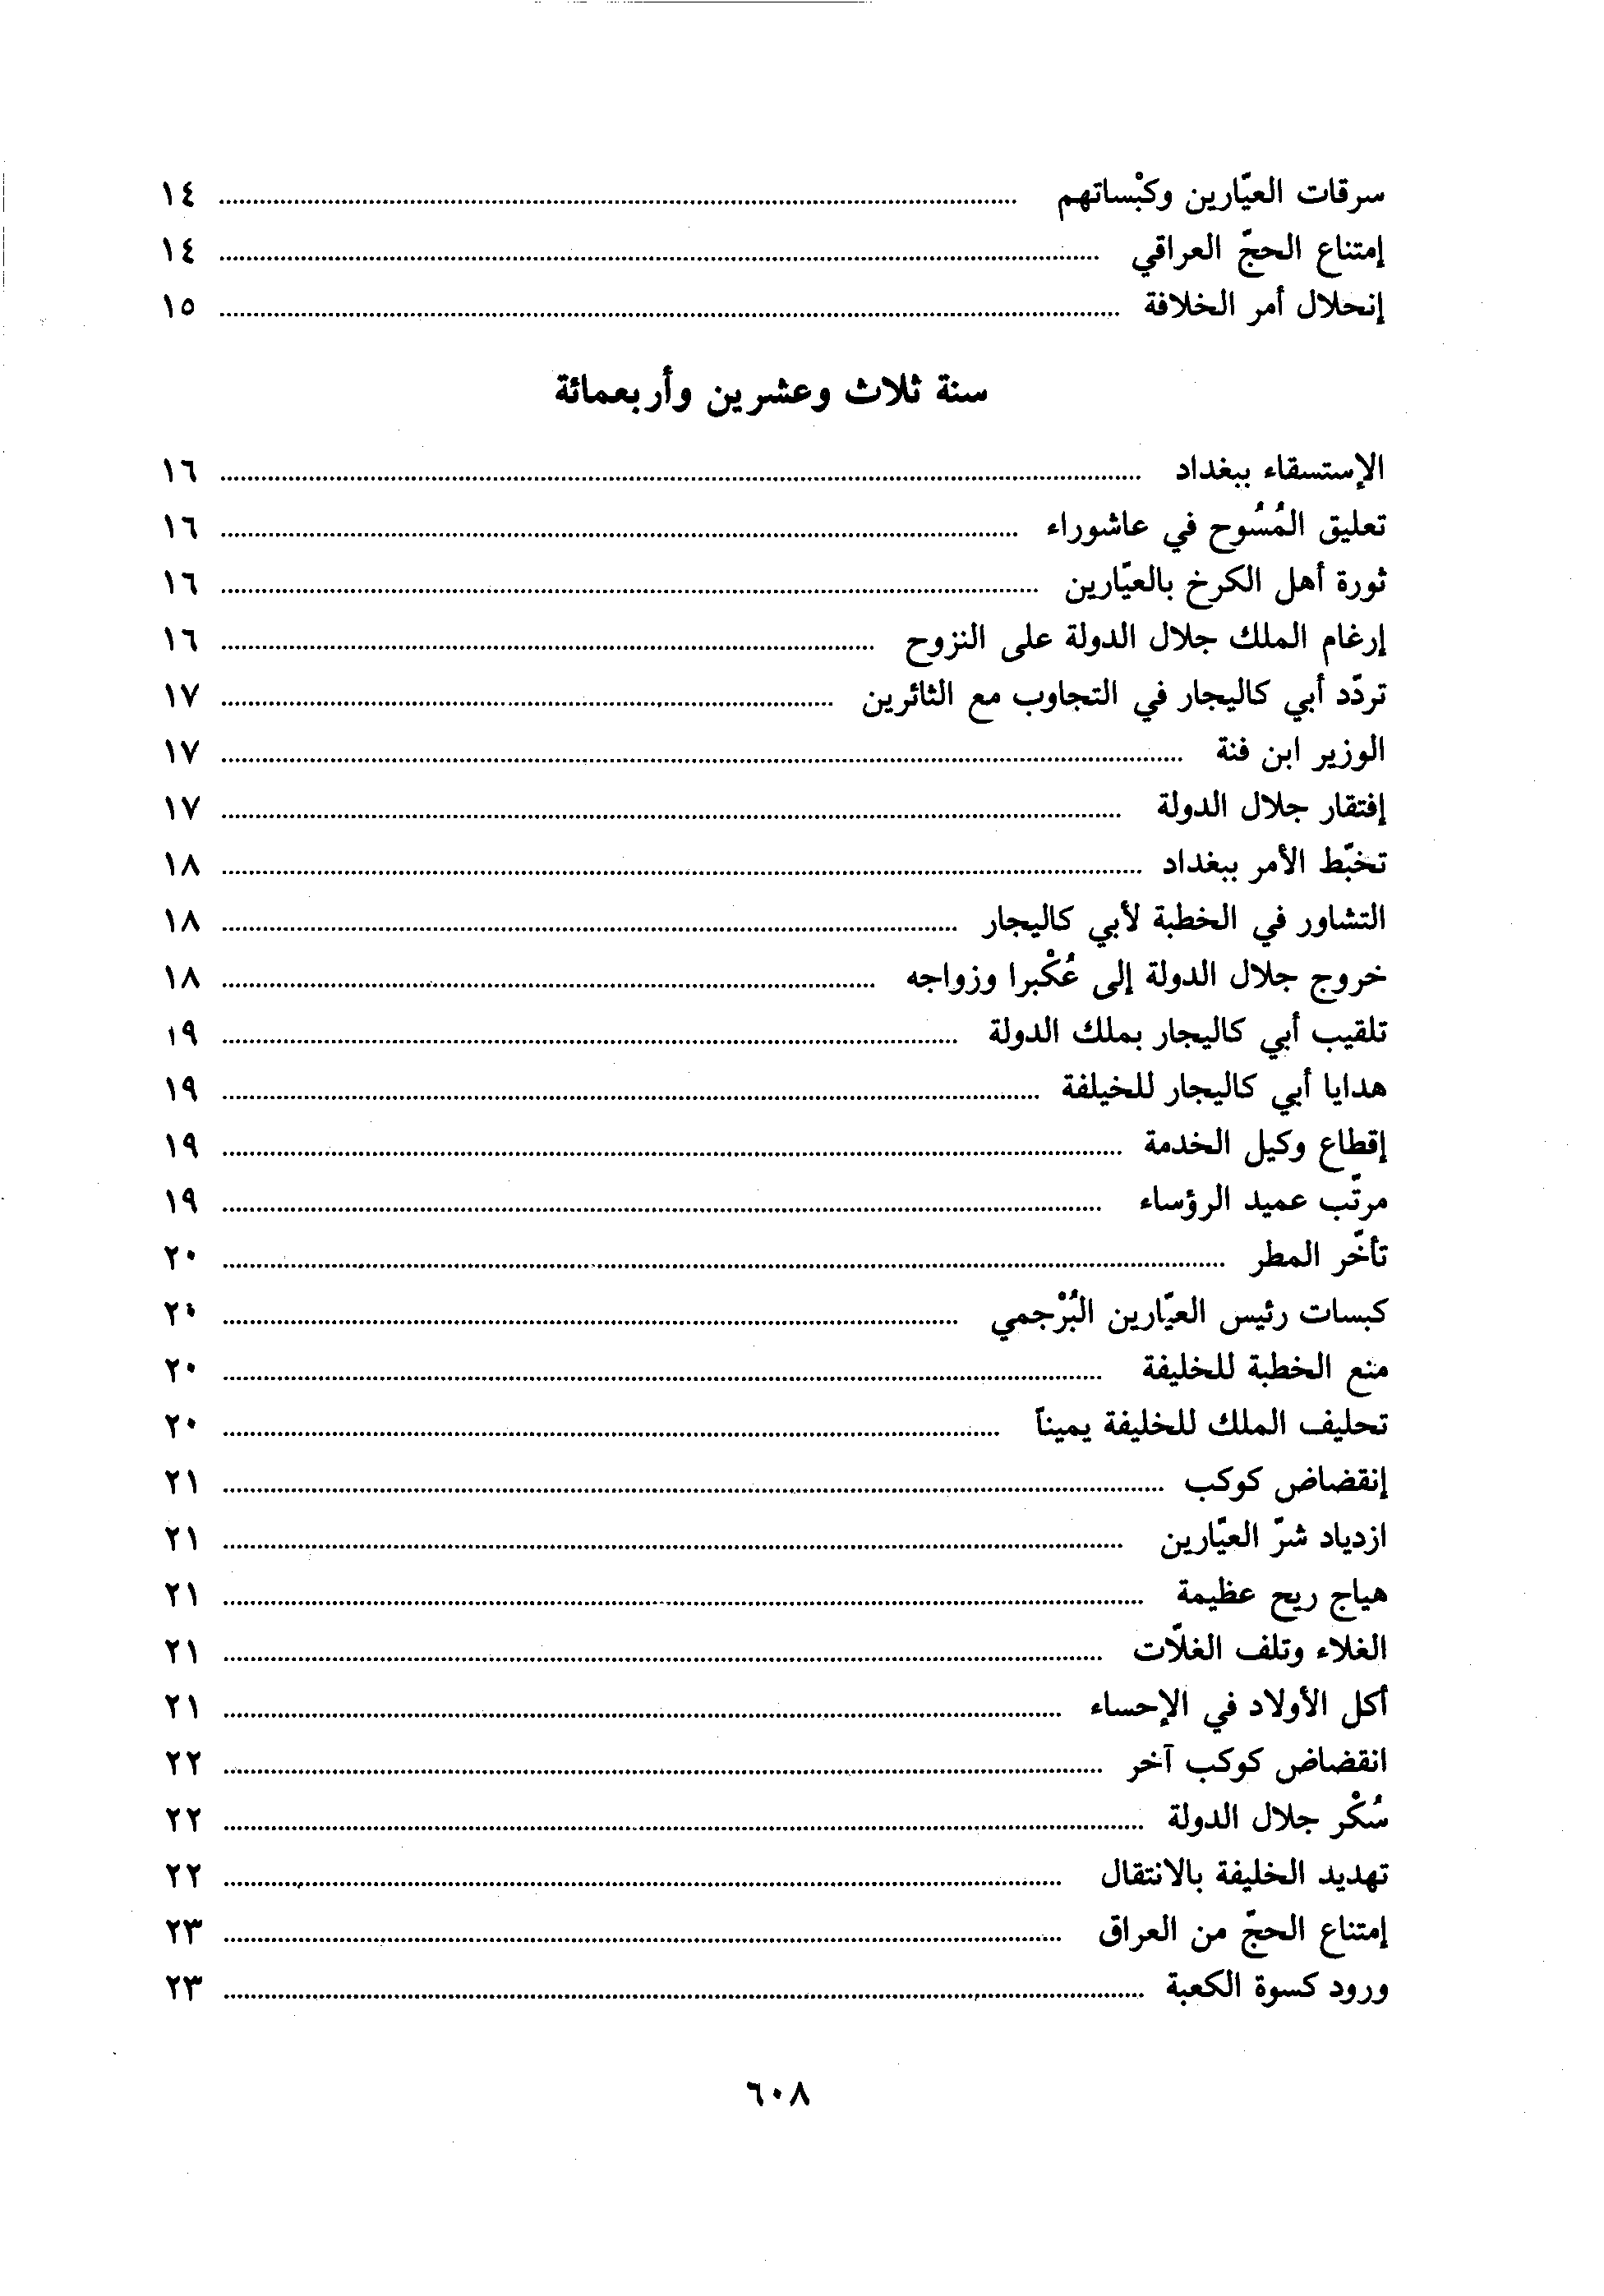 سرقات العيّارين وكبْساتهم ........ ١٤
إمتناع الحجّ العراقي ........ ١٤
إنحلال أمر الخلافة ........ ١٥
سنة ثلاث وعشرين وأربعمائة
الإستسقاء ببغداد ........ ١٦
تعليق المُسُوح في عاشوراء ........ ١٦
ثورة أهل الكرخ بالعيّارين ........ ١٦
إرغام الملك جلال الدولة على النزوح ........ ١٦
تردّد أبي كاليجار في التجاوب مع الثائرين ........ ١٧
الوزير ابن فنة ........ ١٧
إفتقار جلال الدولة ........ ١٧
تخبّط الأمر ببغداد ........ ١٨
التشاور في الخطبة لأبي كاليجار ........ ١٨
خروج جلال الدولة إلى عُكْبرا وزواجه ........ ١٨
تلقيب أبي كاليجار بملك الدولة ........ ١٩
هدايا أبي كاليجار للخيلفة ........ ١٩
إقطاع وكيل الخدمة ........ ١٩
مرتّب عميد الرؤساء ........ ١٩
تأخّر المطر ........ ٢٠
كبسات رئيس العيّارين البُرْجمي ........ ٢٠
منع الخطبة للخليفة ........ ٢٠
تحليف الملك للخليفة يميناً ........ ٢٠
إنقضاض كوكب ........ ٢١
ازدياد شرّ العيّارين ........ ٢١
هياج ريح عظيمة ........ ٢١
الغلاء وتلف الغلّات ........ ٢١
أكل الأولاد في الإحساء ........ ٢١
انقضاض كوكب آخر ........ ٢٢
سُكْر جلال الدولة ........ ٢٢
تهديد الخليفة بالانتقال ........ ٢٢
إمتناع الحجّ من العراق ........ ٢٣
ورود كسوة الكعبة ........ ٢٣
٦٠٨